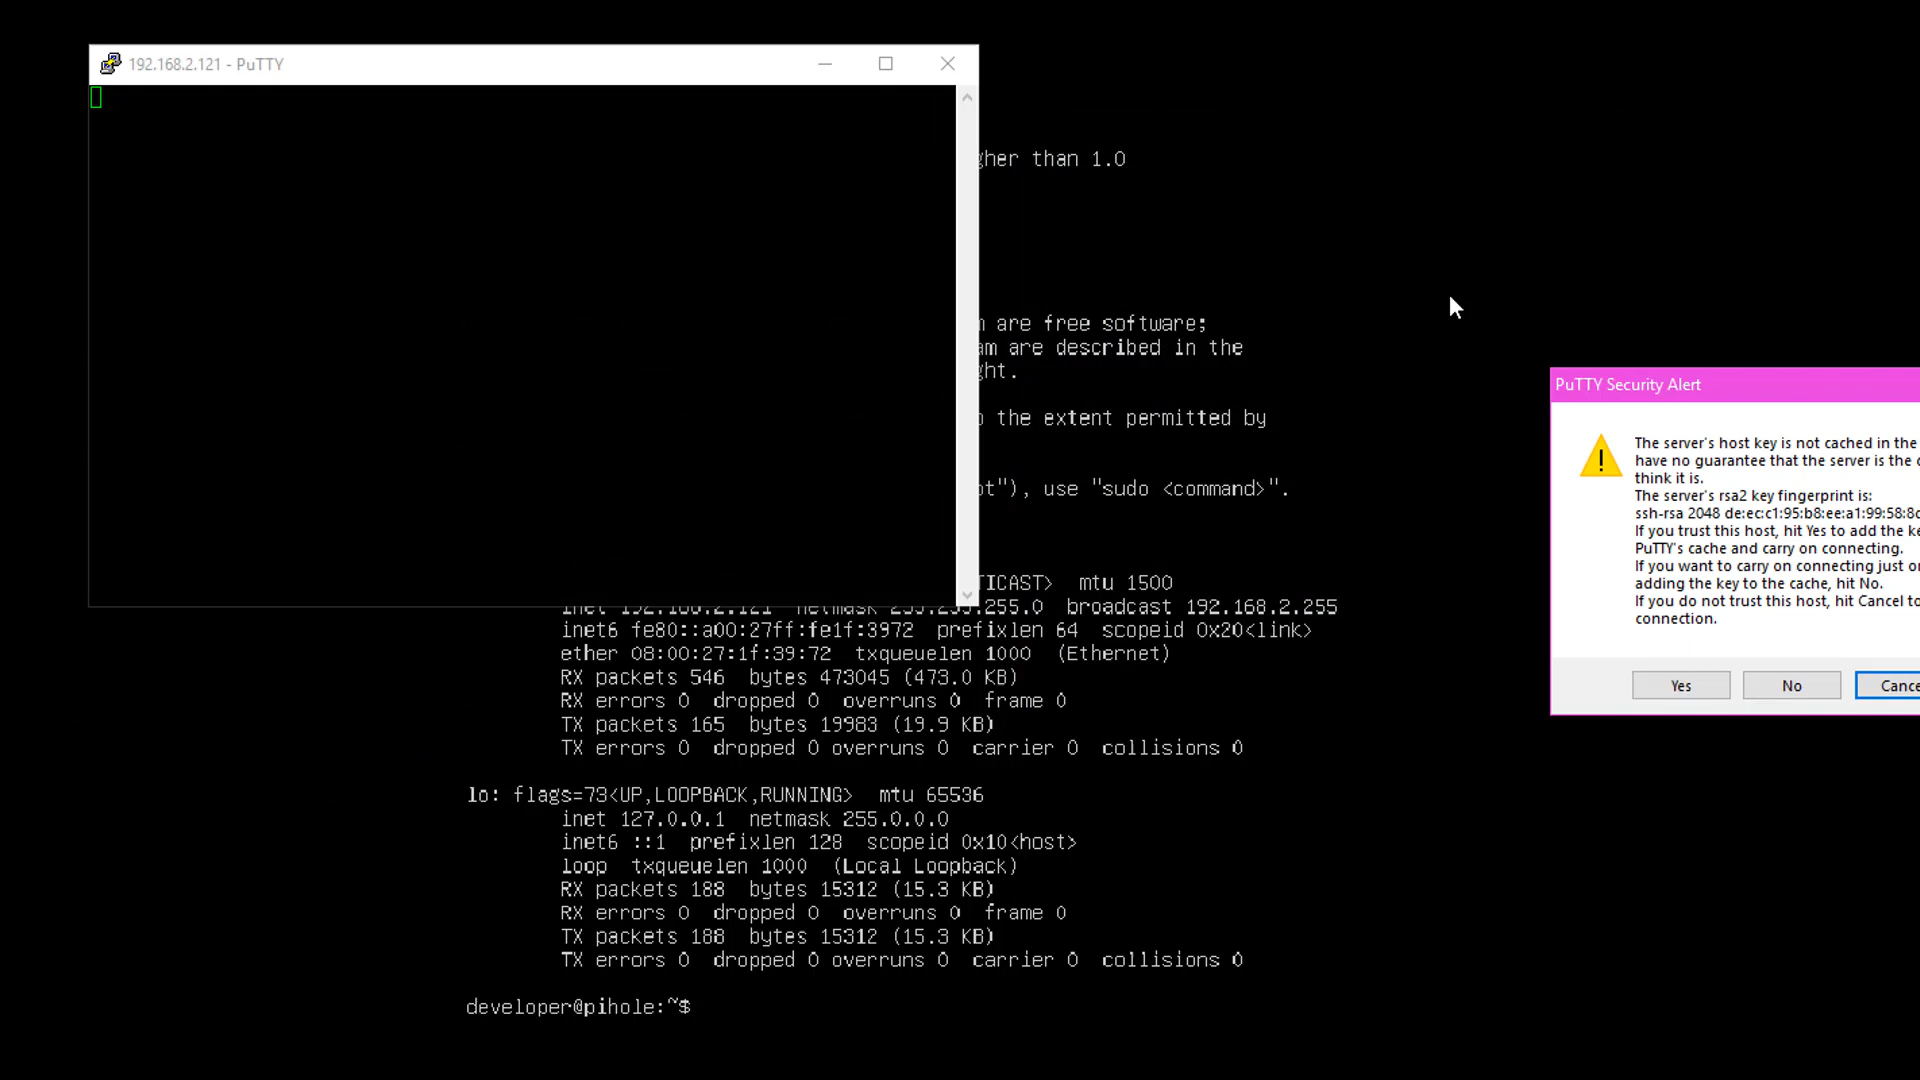 192.168.2.121 - PuTTY
gher than 1.0
are free software;
am are described in the
ght.
the extent permitted by
ot"), use "sudo <command>".
TICAST> mtu 1500
inet 192.168.2.121 netmask 255.255.255.0 broadcast 192.168.2.255
inet6 fe80::a00:27ff:fe1f:3972 prefixlen 64 scopeid 0x20<link>
ether 08:00:27:1f:39:72 txqueuelen 1000 (Ethernet)
RX packets 546 bytes 473045 (473.0 KB)
RX errors 0 dropped 0 overruns 0 frame 0
TX packets 165 bytes 19983 (19.9 KB)
TX errors 0 dropped 0 overruns 0 carrier 0 collisions 0
lo: flags=73<UP,LOOPBACK,RUNNING> mtu 65536
inet 127.0.0.1 netmask 255.0.0.0
inet6 ::1 prefixlen 128 scopeid 0x10<host>
loop txqueuelen 1000 (Local Loopback)
RX packets 188 bytes 15312 (15.3 KB)
RX errors 0 dropped 0 overruns 0 frame 0
TX packets 188 bytes 15312 (15.3 KB)
TX errors 0 dropped 0 overruns 0 carrier 0 collisions 0
developer@pihole:~$
PuTTY Security Alert
The server's host key is not cached in the
have no guarantee that the server is the
think it is.
The server's rsa2 key fingerprint is:
ssh-rsa 2048 de:ec:c1:95:b8:ee:a1:99:58:8
If you trust this host, hit Yes to add the ke
PuTTY's cache and carry on connecting.
If you want to carry on connecting just o
adding the key to the cache, hit No.
If you do not trust this host, hit Cancel to
connection.
Yes
No
Cance